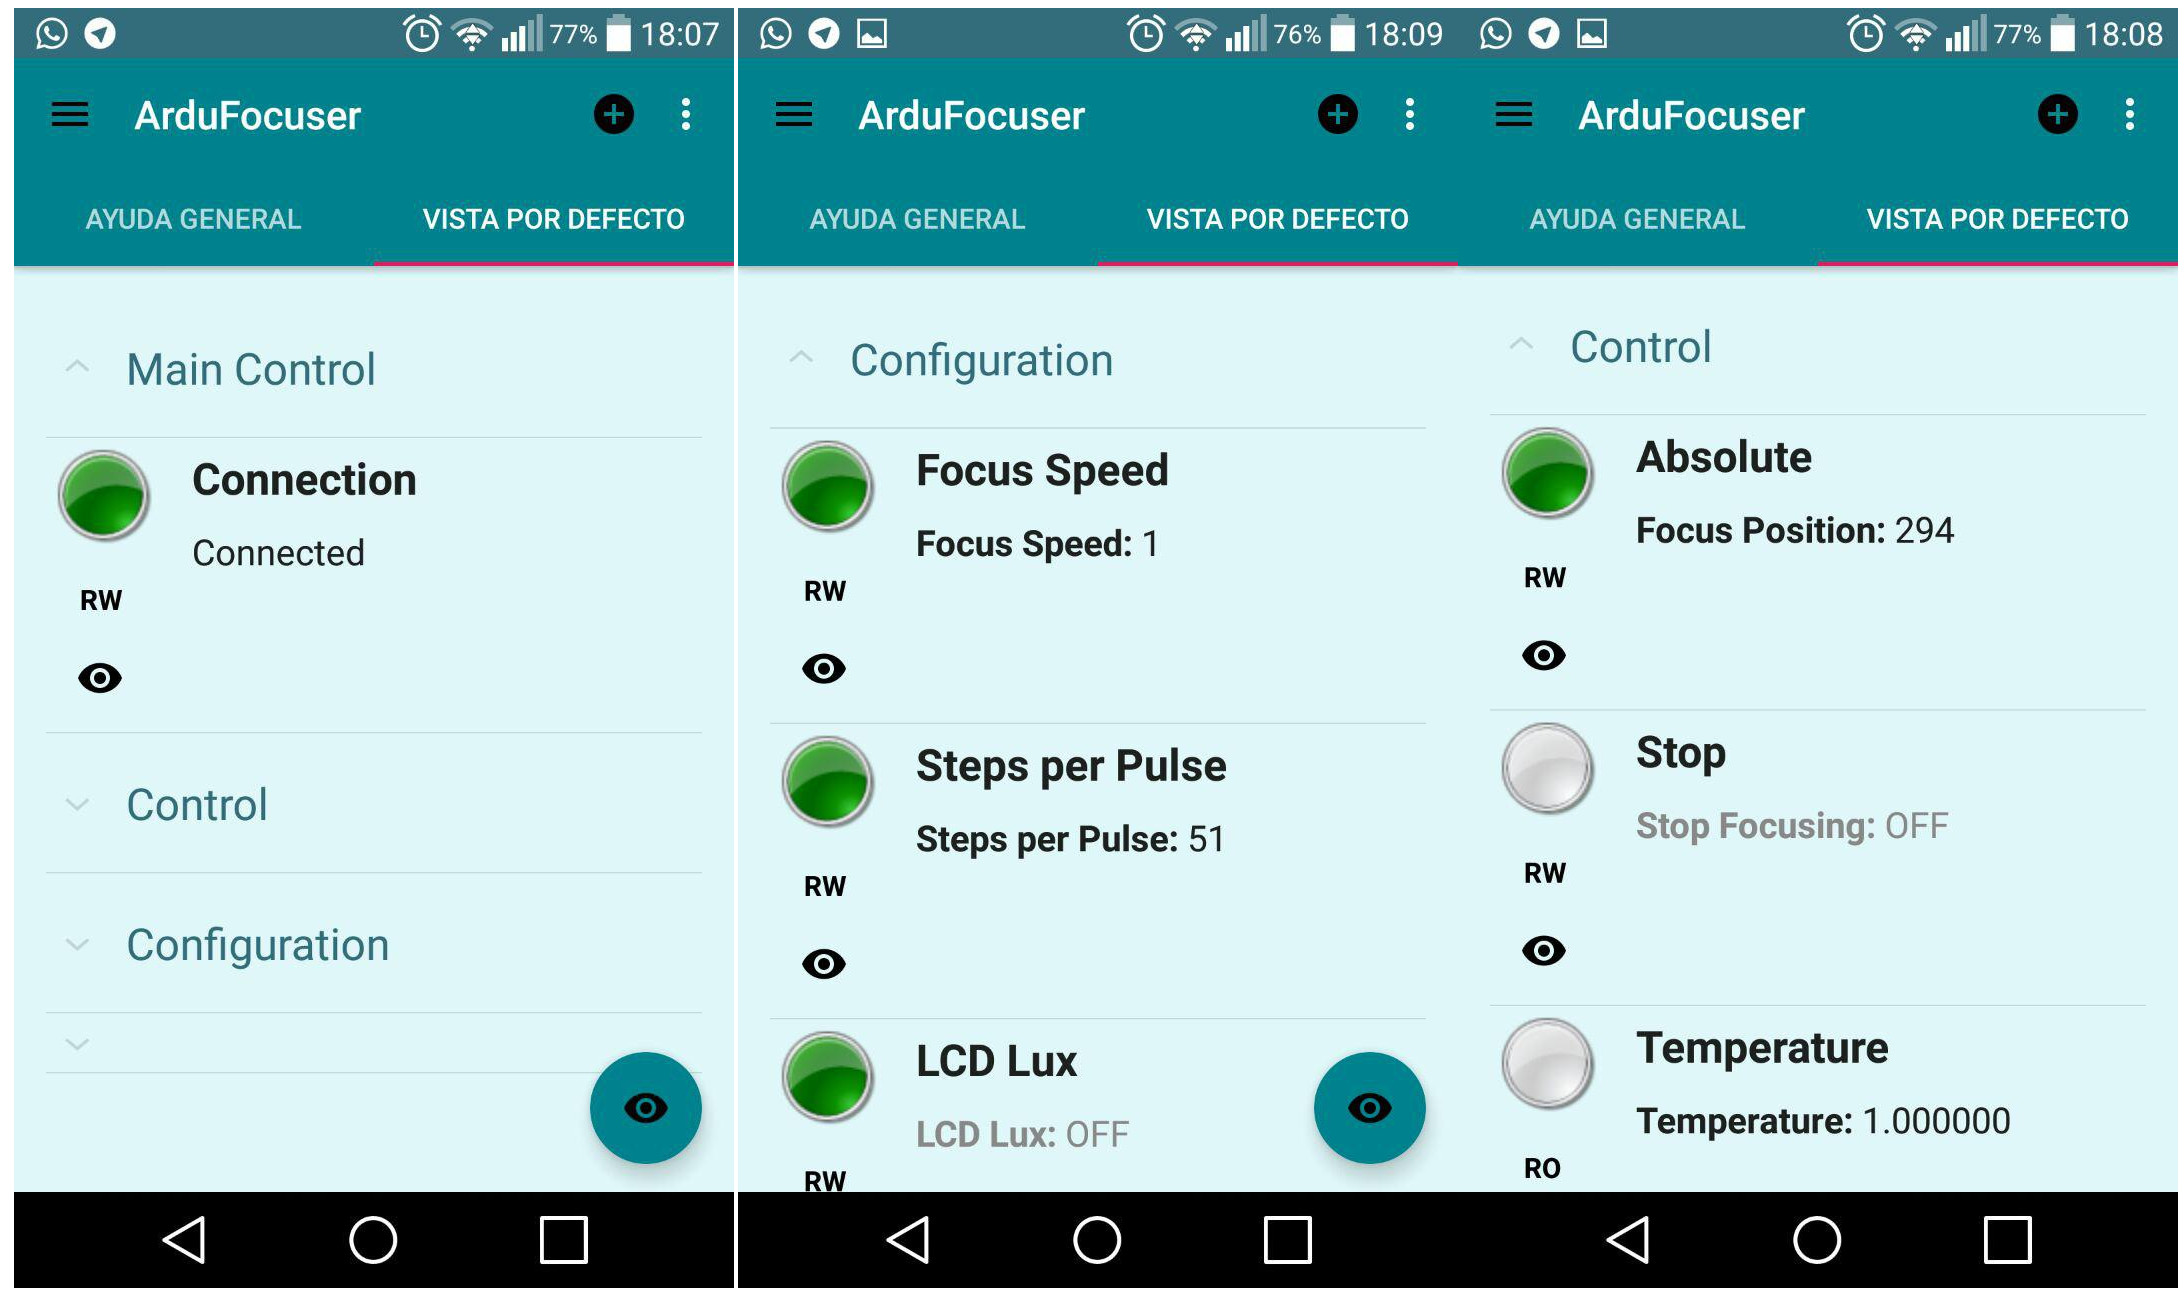 77% 18:07
ArduFocuser
AYUDA GENERAL VISTA POR DEFECTO
Main Control
Connection
Connected
RW
Control
Configuration
76% 18:09
ArduFocuser
AYUDA GENERAL VISTA POR DEFECTO
Configuration
Focus Speed
Focus Speed: 1
RW
Steps per Pulse
Steps per Pulse: 51
RW
LCD Lux
LCD Lux: OFF
RW
77% 18:08
ArduFocuser
AYUDA GENERAL VISTA POR DEFECTO
Control
Absolute
Focus Position: 294
RW
Stop
Stop Focusing: OFF
RW
Temperature
Temperature: 1.000000
RO